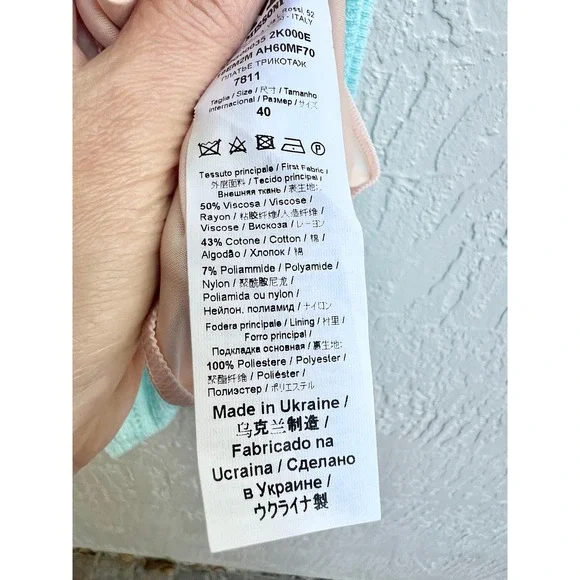 Rossi, 52
- ITALY
2K000E
AH60MF70
ПЛАТЬЕ ТРИКОТАЖ
7811
Taglia / Size / 尺寸 / Tamanho
internacional / Размер / サイズ
40
Tessuto principale / First Fabric /
外层面料 / Tecido principal /
Внешняя ткань / 表生地:
50% Viscosa / Viscose /
Rayon / 粘胶纤维/人造纤维 /
Viscose / Вискоза / レーヨン
43% Cotone / Cotton / 棉 /
Algodão / Хлопок / 綿
7% Poliammide / Polyamide /
Nylon / 聚酰胺尼龙 /
Poliamida ou nylon /
Нейлон. полиамид / ナイロン
Fodera principale / Lining / 衬里 /
Forro principal /
Подкладка основная / 裏生地:
100% Poliestere / Polyester /
聚酯纤维 / Poliéster /
Полиэстер / ポリエステル
Made in Ukraine /
乌克兰制造 /
Fabricado na
Ucraina / Сделано
в Украине /
ウクライナ製